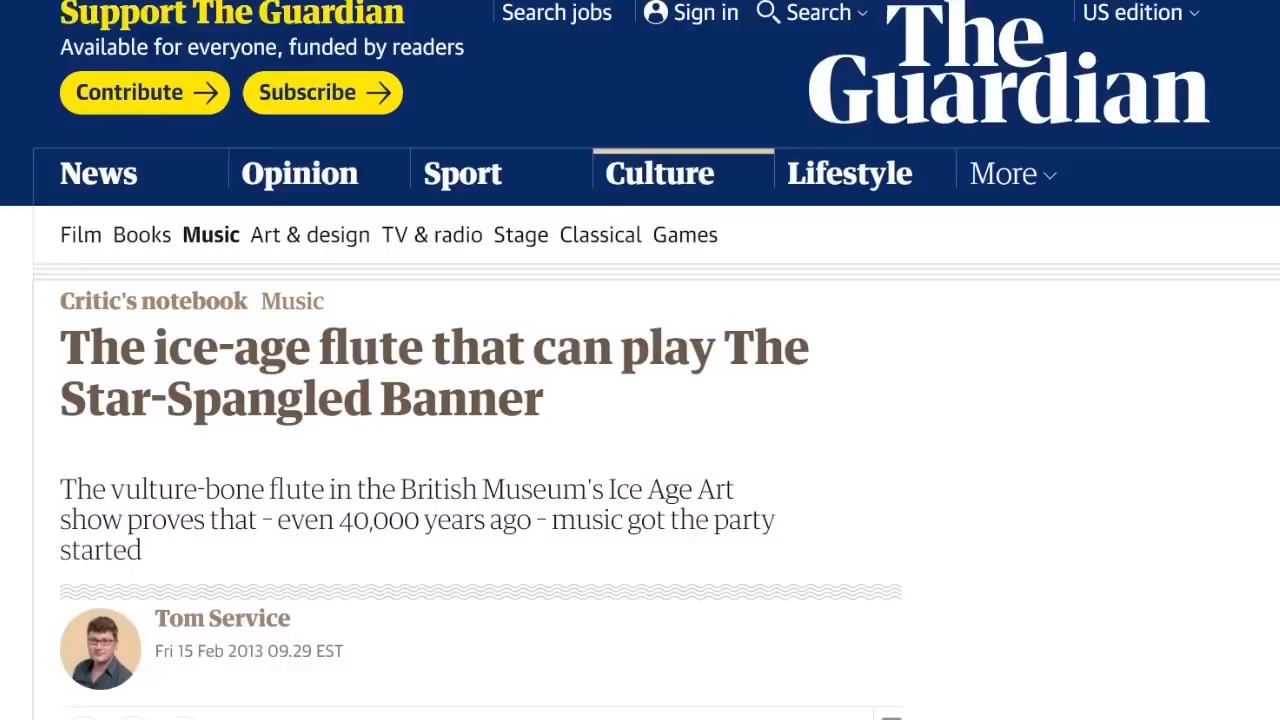 Support The Guardian
Available for everyone, funded by readers
Contribute
Subscribe
Search jobs
Sign in
Search
US edition
The
Guardian
News
Opinion
Sport
Culture
Lifestyle
More
Film Books Music Art & design TV & radio Stage Classical Games
Critic's notebook Music
The ice-age flute that can play The
Star-Spangled Banner
The vulture-bone flute in the British Museum's Ice Age Art
show proves that – even 40,000 years ago – music got the party
started
Tom Service
Fri 15 Feb 2013 09.29 EST